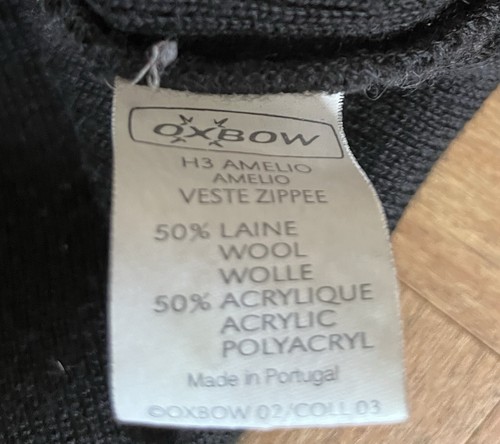 OXBOW
H3 AMELIO
AMELIO
VESTE ZIPPEE
50% LAINE
WOOL
WOLLE
50% ACRYLIQUE
ACRYLIC
POLYACRYL
Made in Portugal
©OXBOW 02/COLL 03